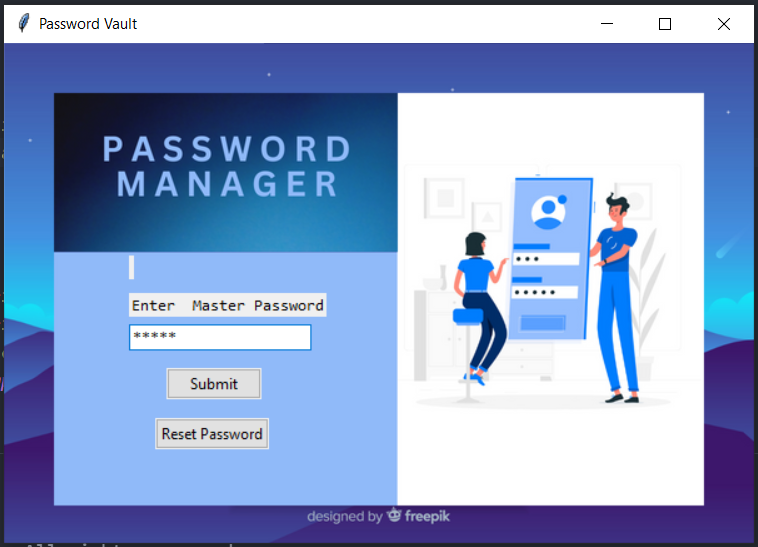 Password Vault
PASSWORD
MANAGER
Enter  Master Password
*****
Submit
Reset Password
designed by freepik